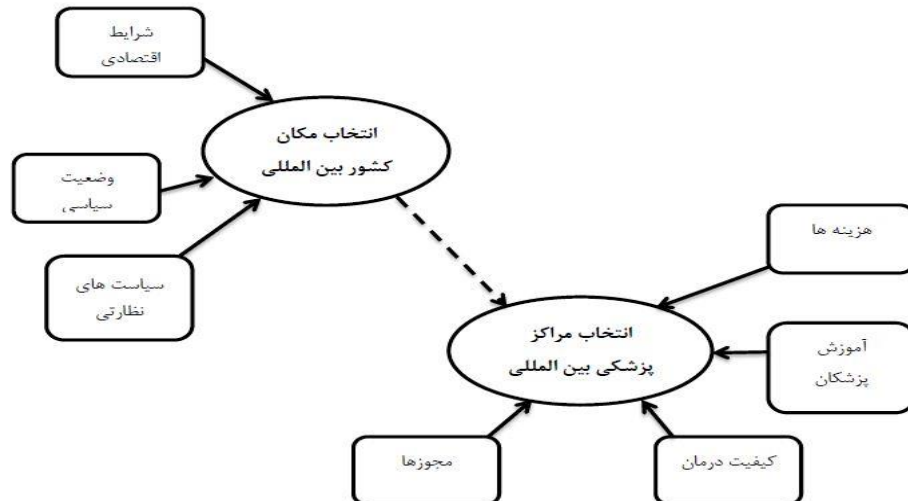 شرایط
اقتصادی
انتخاب مکان
کشور بین المللی
وضعیت
سیاسی
سیاست های
نظارتی
هزینه ها
انتخاب مراکز
پزشکی بین المللی
آموزش
پزشکان
مجوزها
کیفیت درمان